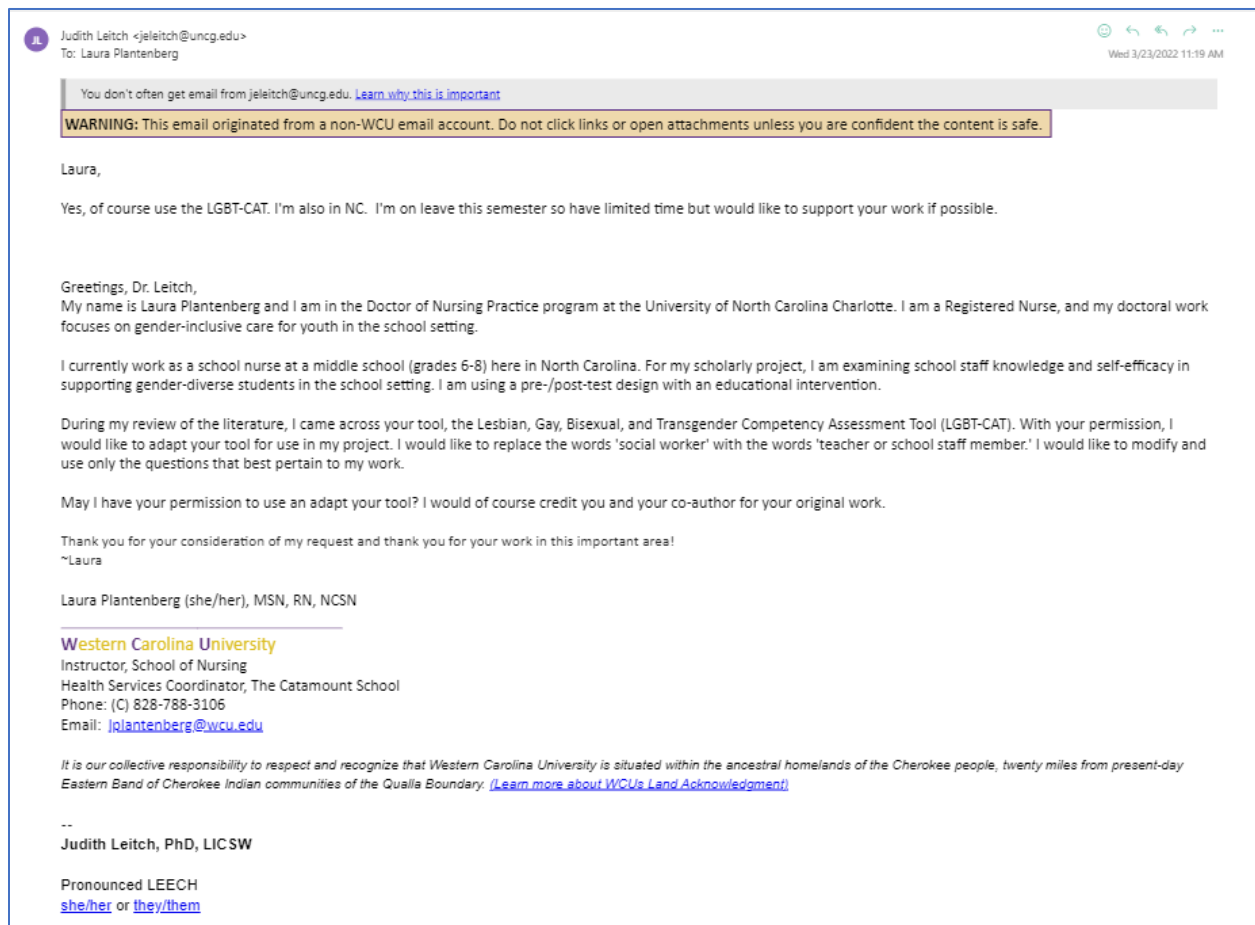 JL
Judith Leitch <jeleitch@uncg.edu>
To: Laura Plantenberg
Wed 3/23/2022 11:19 AM
You don't often get email from jeleitch@uncg.edu. Learn why this is important
WARNING: This email originated from a non-WCU email account. Do not click links or open attachments unless you are confident the content is safe.
Laura,
Yes, of course use the LGBT-CAT. I'm also in NC.  I'm on leave this semester so have limited time but would like to support your work if possible.
Greetings, Dr. Leitch,
My name is Laura Plantenberg and I am in the Doctor of Nursing Practice program at the University of North Carolina Charlotte. I am a Registered Nurse, and my doctoral work
focuses on gender-inclusive care for youth in the school setting.
I currently work as a school nurse at a middle school (grades 6-8) here in North Carolina. For my scholarly project, I am examining school staff knowledge and self-efficacy in
supporting gender-diverse students in the school setting. I am using a pre-/post-test design with an educational intervention.
During my review of the literature, I came across your tool, the Lesbian, Gay, Bisexual, and Transgender Competency Assessment Tool (LGBT-CAT). With your permission, I
would like to adapt your tool for use in my project. I would like to replace the words 'social worker' with the words 'teacher or school staff member.' I would like to modify and
use only the questions that best pertain to my work.
May I have your permission to use an adapt your tool? I would of course credit you and your co-author for your original work.
Thank you for your consideration of my request and thank you for your work in this important area!
~Laura
Laura Plantenberg (she/her), MSN, RN, NCSN
Western Carolina University
Instructor, School of Nursing
Health Services Coordinator, The Catamount School
Phone: (C) 828-788-3106
Email:  lplantenberg@wcu.edu
It is our collective responsibility to respect and recognize that Western Carolina University is situated within the ancestral homelands of the Cherokee people, twenty miles from present-day
Eastern Band of Cherokee Indian communities of the Qualla Boundary. (Learn more about WCUs Land Acknowledgment)
--
Judith Leitch, PhD, LICSW
Pronounced LEECH
she/her or they/them